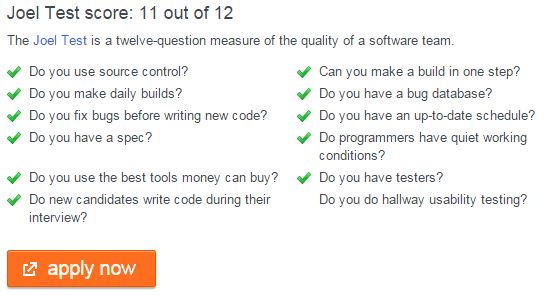 Joel Test score: 11 out of 12
The Joel Test is a twelve-question measure of the quality of a software team.
Do you use source control?
Can you make a build in one step?
Do you make daily builds?
Do you have a bug database?
Do you fix bugs before writing new code?
Do you have an up-to-date schedule?
Do you have a spec?
Do programmers have quiet working
conditions?
Do you use the best tools money can buy?
Do you have testers?
Do new candidates write code during their
interview?
Do you do hallway usability testing?
apply now